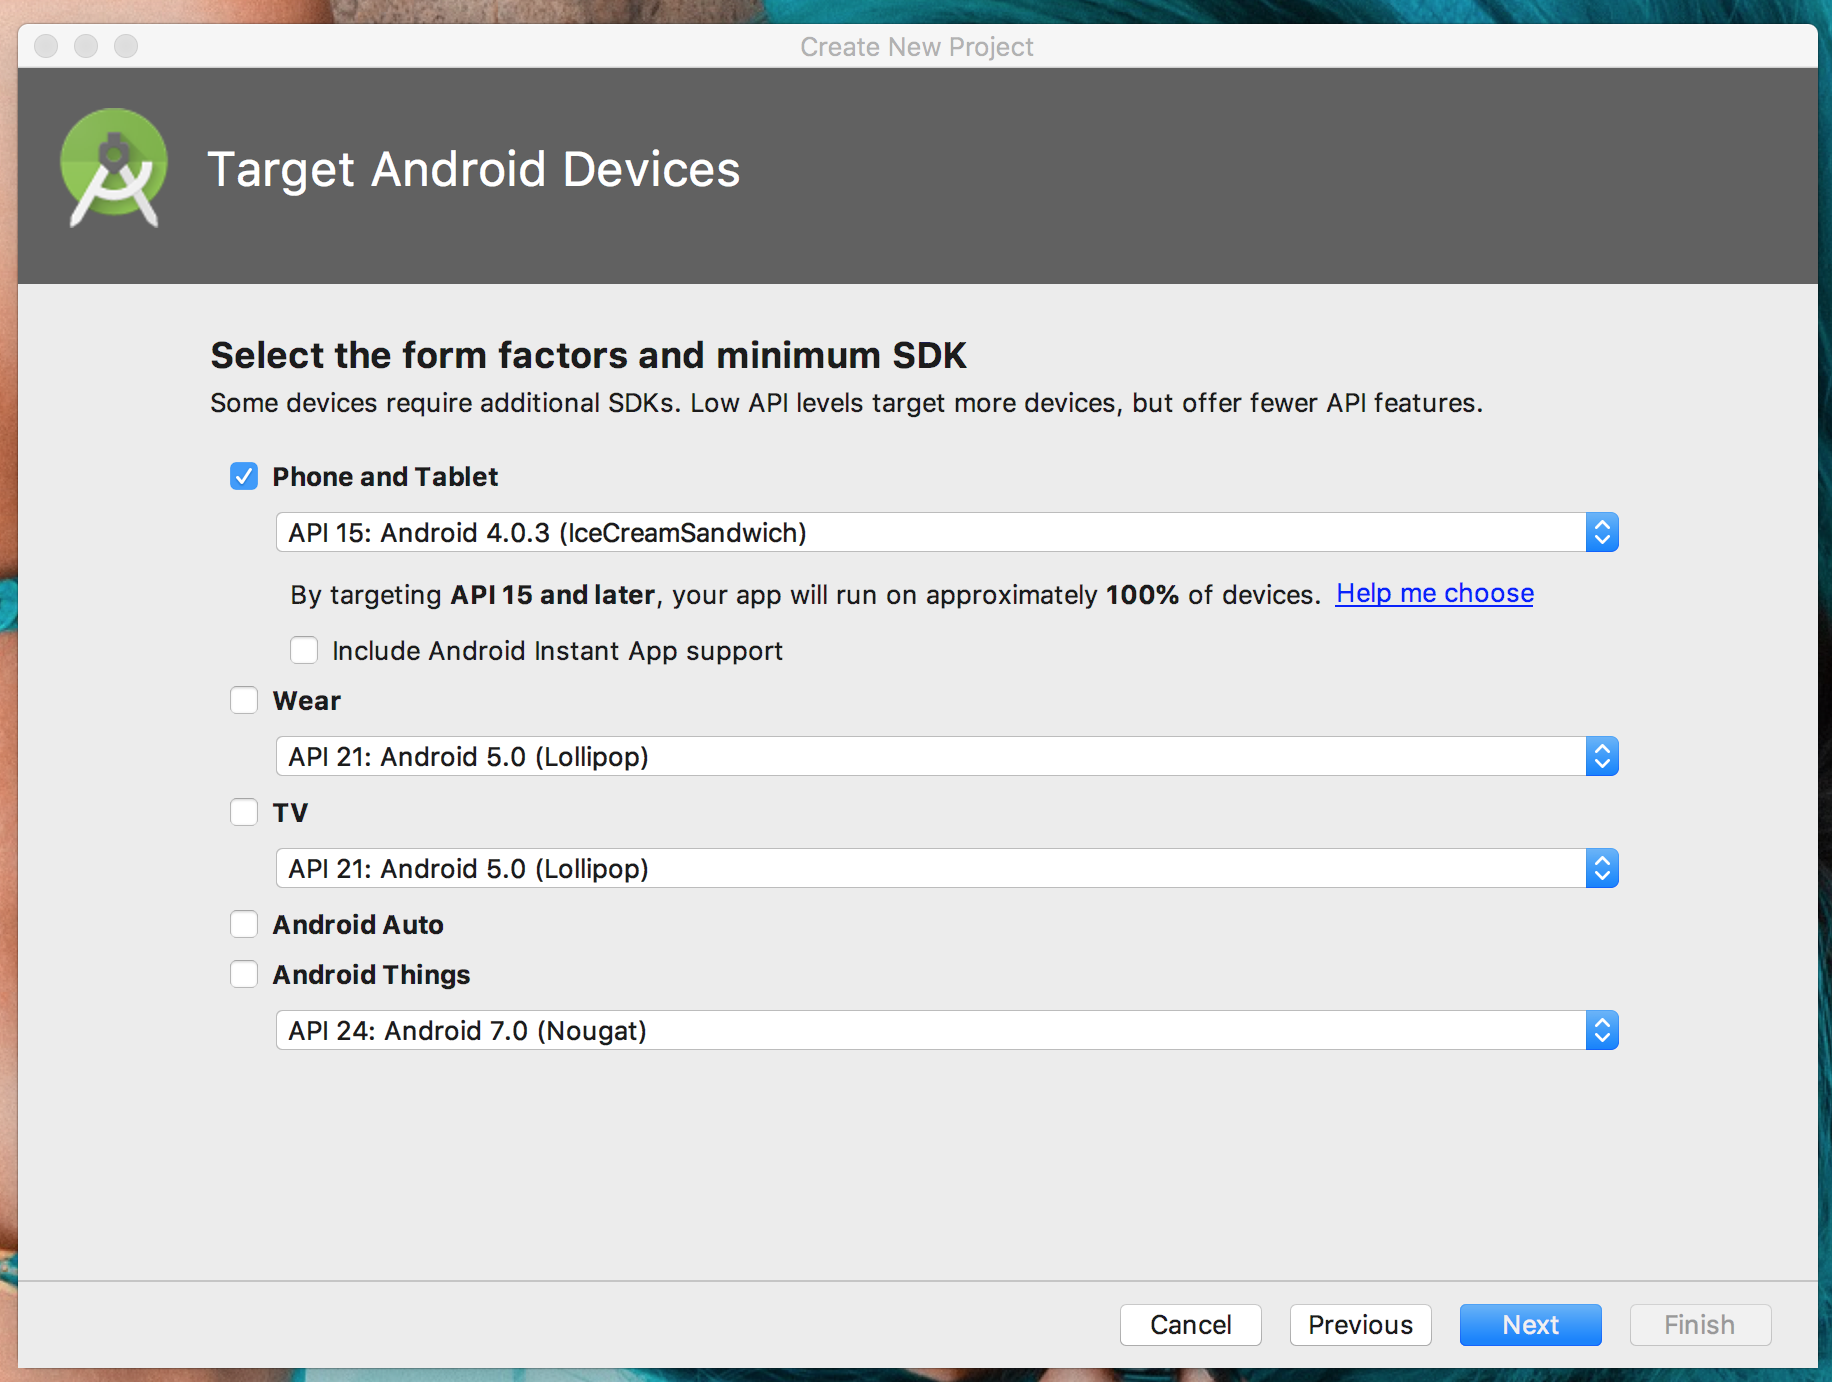 Create New Project
Target Android Devices
Select the form factors and minimum SDK
Some devices require additional SDKs. Low API levels target more devices, but offer fewer API features.
Phone and Tablet
API 15: Android 4.0.3 (IceCreamSandwich)
By targeting API 15 and later, your app will run on approximately 100% of devices. Help me choose
Include Android Instant App support
Wear
API 21: Android 5.0 (Lollipop)
TV
API 21: Android 5.0 (Lollipop)
Android Auto
Android Things
API 24: Android 7.0 (Nougat)
Cancel Previous Next Finish